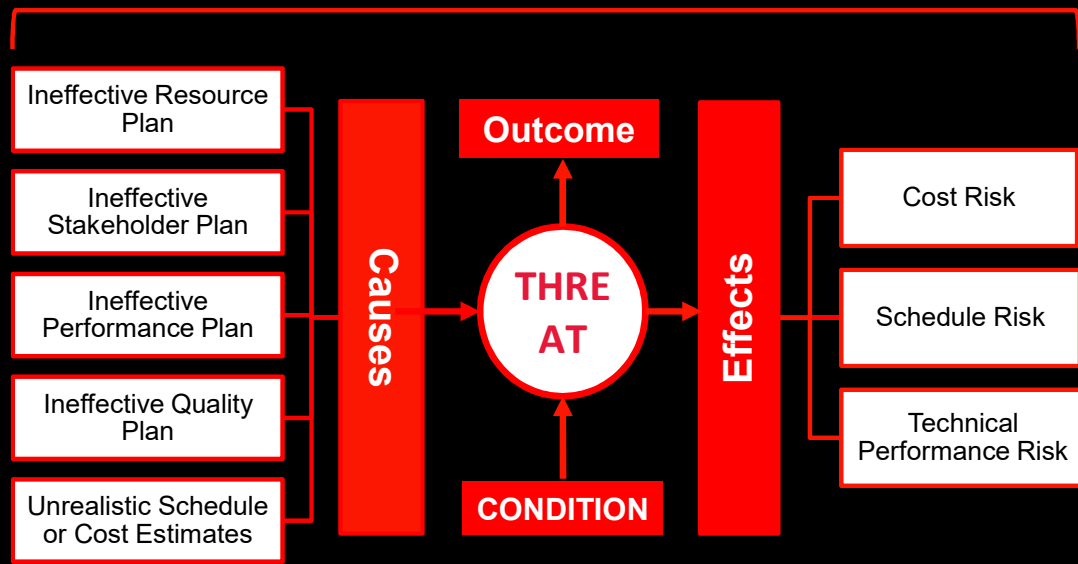 Ineffective Resource
Plan
Ineffective
Stakeholder Plan
Ineffective
Performance Plan
Ineffective Quality
Plan
Unrealistic Schedule
or Cost Estimates
Causes
Outcome
THRE
AT
CONDITION
Effects
Cost Risk
Schedule Risk
Technical
Performance Risk